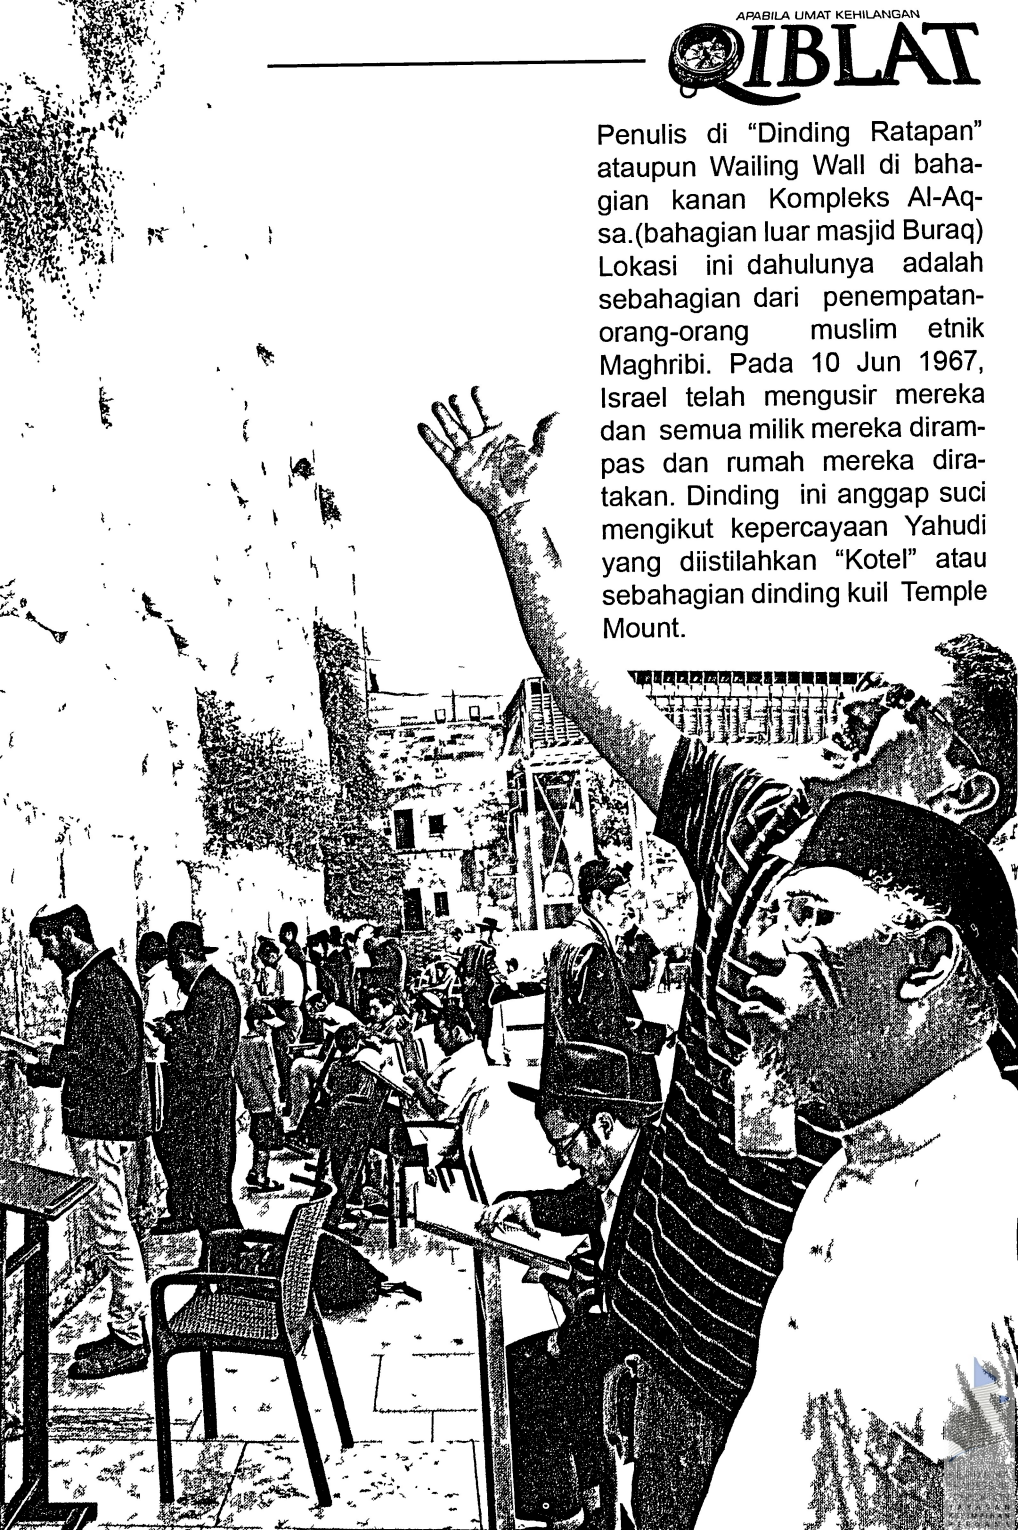 APABILA UMAT KEHILANGAN
QIBLAT
Penulis di “Dinding Ratapan”
ataupun Wailing Wall di baha-
gian kanan Kompleks Al-Aq-
sa.(bahagian luar masjid Buraq)
Lokasi ini dahulunya adalah
sebahagian dari penempatan-
orang-orang muslim etnik
Maghribi. Pada 10 Jun 1967,
Israel telah mengusir mereka
dan semua milik mereka diram-
pas dan rumah mereka dira-
takan. Dinding ini anggap suci
mengikut kepercayaan Yahudi
yang diistilahkan “Kotel” atau
sebahagian dinding kuil Temple
Mount.